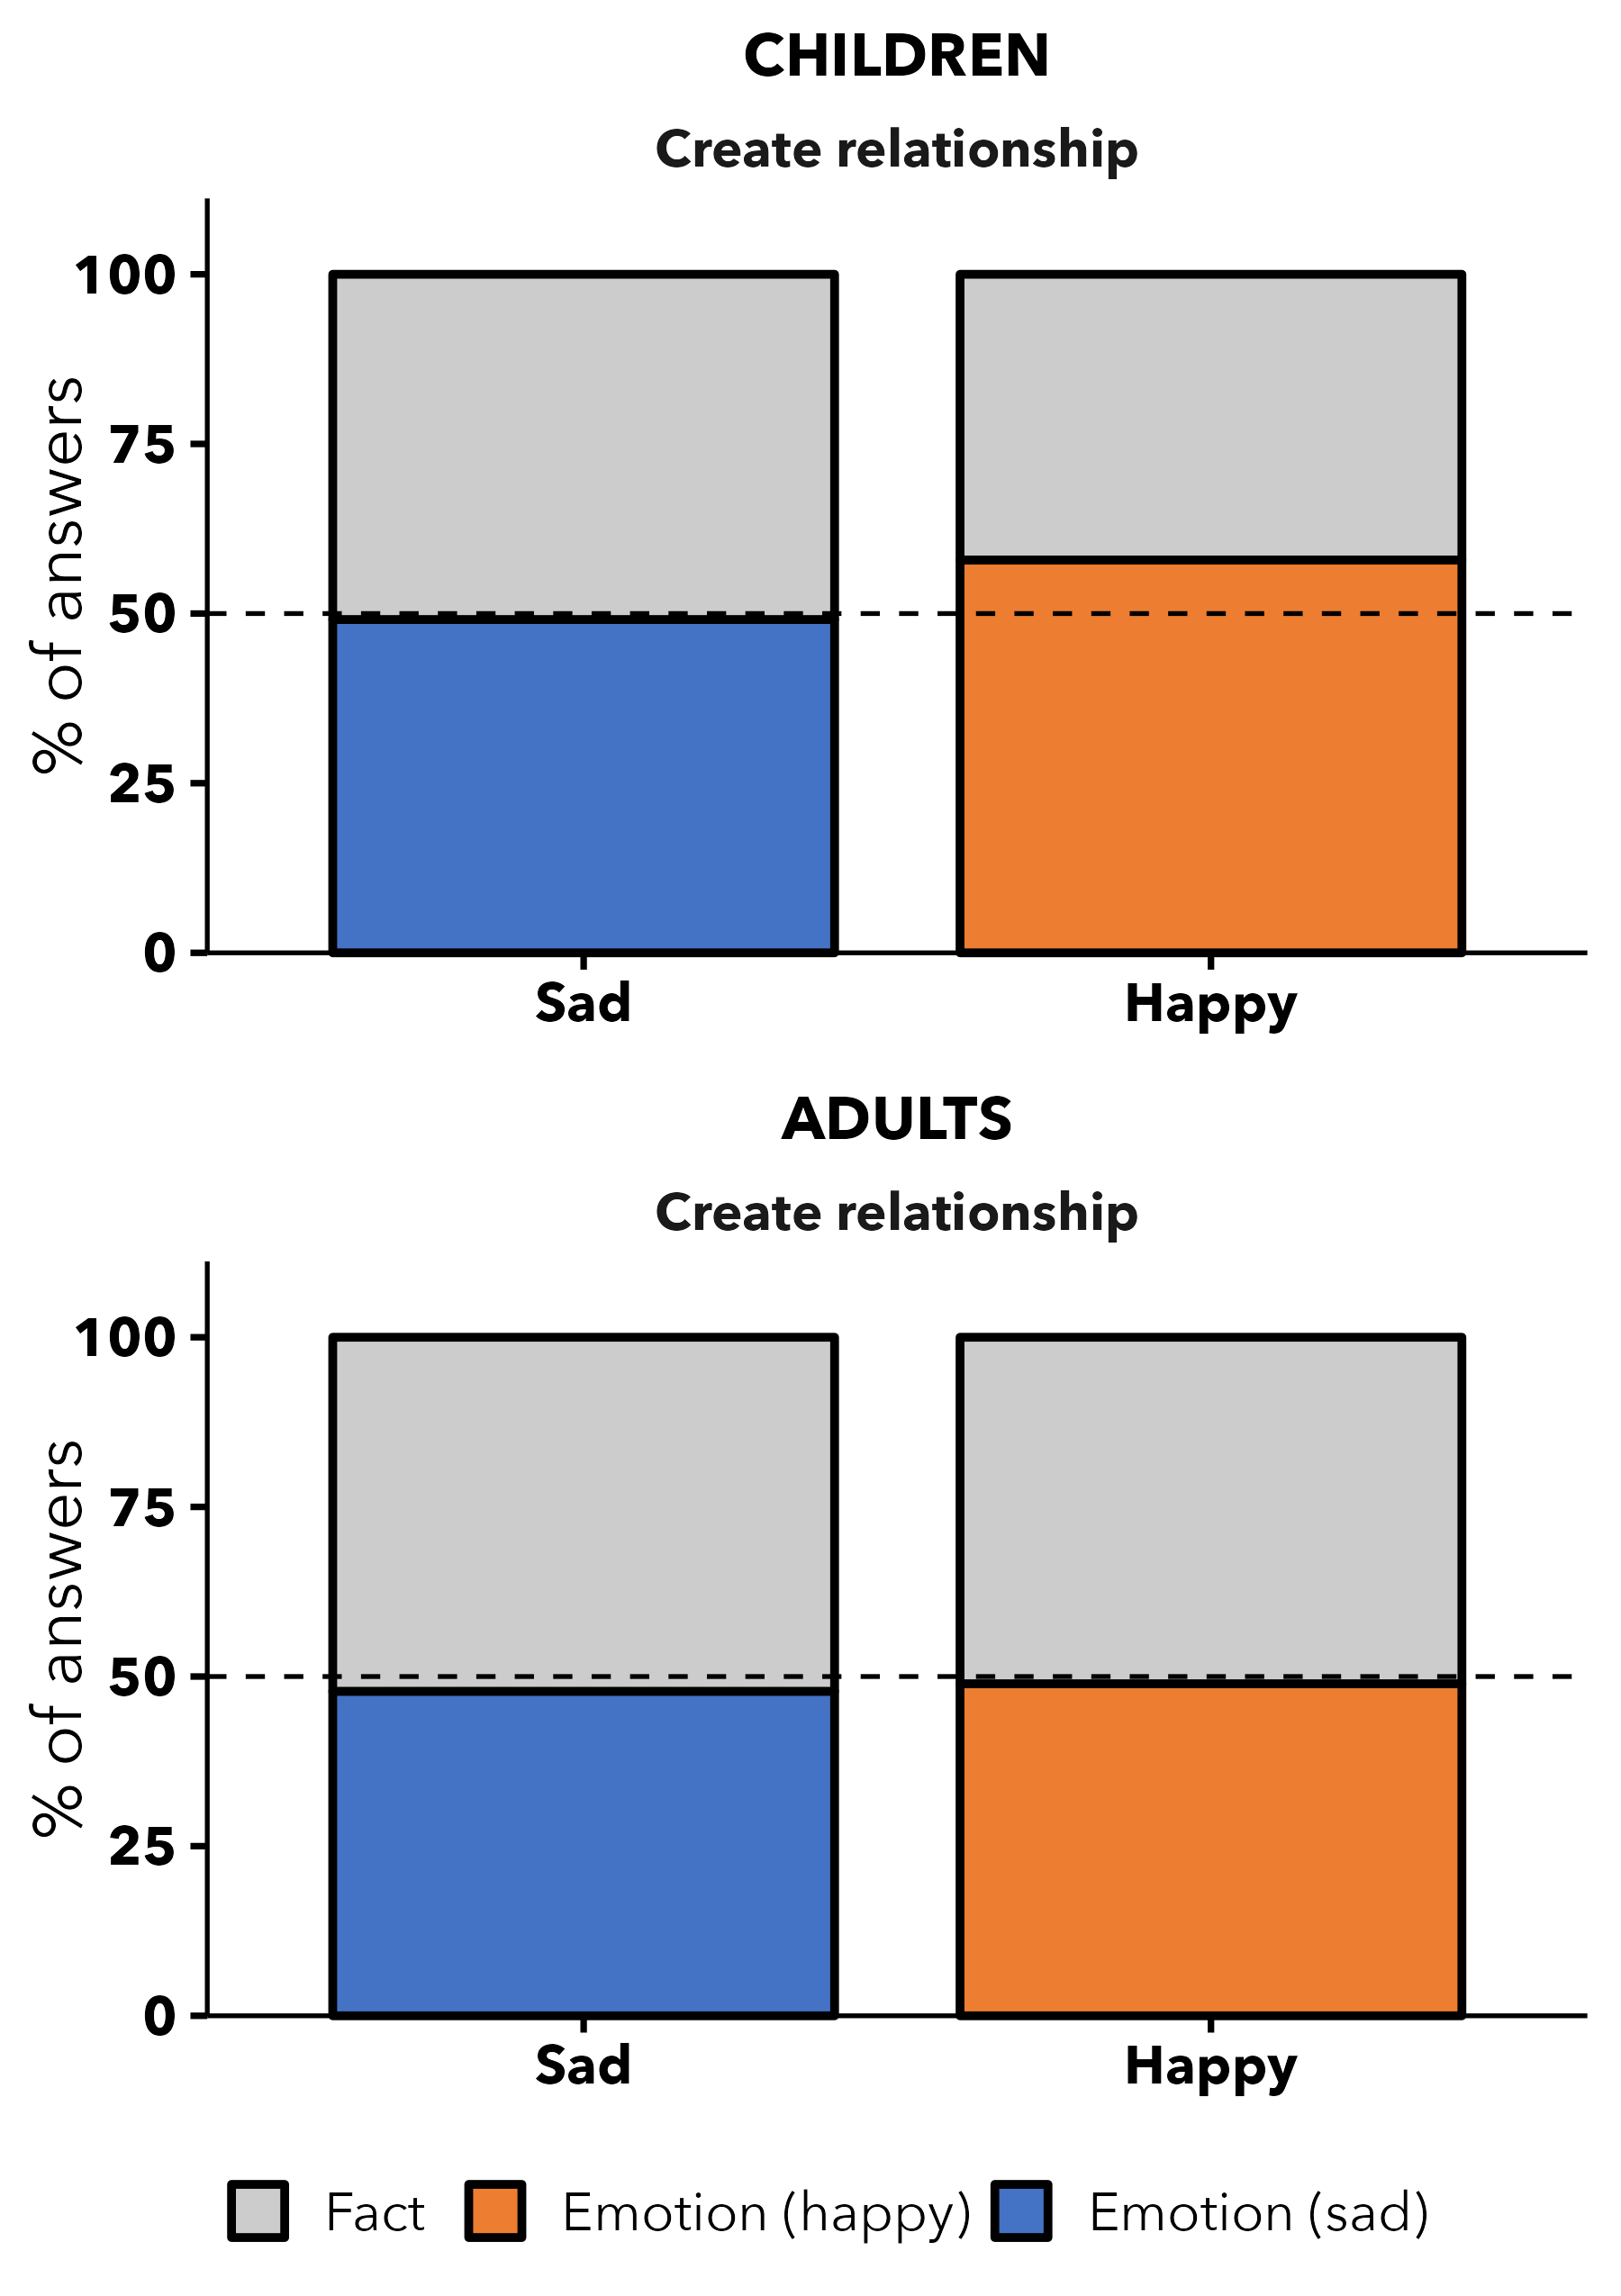 CHILDREN
Create relationship
% of answers
100
75
50
25
0
Sad Happy
ADULTS
Create relationship
% of answers
100
75
50
25
0
Sad Happy
Fact Emotion (happy) Emotion (sad)